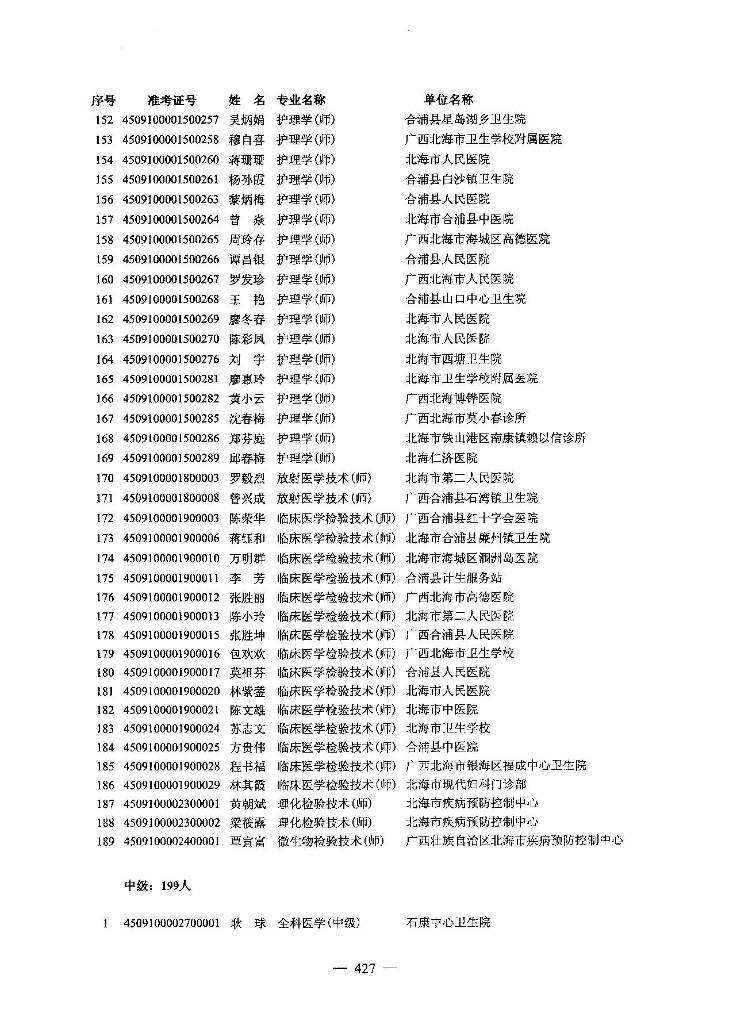 序号 准考证号 姓 名 专业名称 单位名称
152 4509100001500257 吴炳娟 护理学(师) 合浦县星岛湖乡卫生院
153 4509100001500258 穆自喜 护理学(师) 广西北海市卫生学校附属医院
154 4509100001500260 蒋珊珊 护理学(师) 北海市人民医院
155 4509100001500261 杨孙霞 护理学(师) 合浦县白沙镇卫生院
156 4509100001500263 黎炳梅 护理学(师) 合浦县人民医院
157 4509100001500264 曾 焱 护理学(师) 北海市合浦县中医院
158 4509100001500265 周玲存 护理学(师) 广西北海市海城区高德医院
159 4509100001500266 谭昌银 护理学(师) 合浦县人民医院
160 4509100001500267 罗发珍 护理学(师) 广西北海市人民医院
161 4509100001500268 王 艳 护理学(师) 合浦县山口中心卫生院
162 4509100001500269 廖冬春 护理学(师) 北海市人民医院
163 4509100001500270 陈彩凤 护理学(师) 北海市人民医院
164 4509100001500276 刘 宇 护理学(师) 北海市西塘卫生院
165 4509100001500281 廖惠玲 护理学(师) 北海市卫生学校附属医院
166 4509100001500282 黄小云 护理学(师) 广西北海博铧医院
167 4509100001500285 沈春梅 护理学(师) 广西北海市莫小春诊所
168 4509100001500286 郑芬庭 护理学(师) 北海市铁山港区南康镇赖以信诊所
169 4509100001500289 邱春梅 护理学(师) 北海仁济医院
170 4509100001800003 罗毅烈 放射医学技术(师) 北海市第二人民医院
171 4509100001800008 曾兴成 放射医学技术(师) 广西合浦县石湾镇卫生院
172 4509100001900003 陈荣华 临床医学检验技术(师) 广西合浦县红十字会医院
173 4509100001900006 蒋钰和 临床医学检验技术(师) 北海市合浦县廉州镇卫生院
174 4509100001900010 万明群 临床医学检验技术(师) 北海市海城区涠洲岛医院
175 4509100001900011 李 芳 临床医学检验技术(师) 合浦县计生服务站
176 4509100001900012 张胜丽 临床医学检验技术(师) 广西北海市高德医院
177 4509100001900013 陈小玲 临床医学检验技术(师) 北海市第二人民医院
178 4509100001900015 张胜坤 临床医学检验技术(师) 广西合浦县人民医院
179 4509100001900016 包欢欢 临床医学检验技术(师) 广西北海市卫生学校
180 4509100001900017 莫祖芬 临床医学检验技术(师) 合浦县人民医院
181 4509100001900020 林紫蓥 临床医学检验技术(师) 北海市人民医院
182 4509100001900021 陈文雄 临床医学检验技术(师) 北海市中医院
183 4509100001900024 苏志文 临床医学检验技术(师) 北海市卫生学校
184 4509100001900025 方贵伟 临床医学检验技术(师) 合浦县中医院
185 4509100001900028 程书福 临床医学检验技术(师) 广西北海市银海区福成中心卫生院
186 4509100001900029 林其霞 临床医学检验技术(师) 北海市现代妇科门诊部
187 4509100002300001 黄朝斌 理化检验技术(师) 北海市疾病预防控制中心
188 4509100002300002 梁筱露 理化检验技术(师) 北海市疾病预防控制中心
189 4509100002400001 覃寅富 微生物检验技术(师) 广西壮族自治区北海市疾病预防控制中心
中级：199人
1 4509100002700001 耿 球 全科医学(中级) 石康中心卫生院
— 427 —